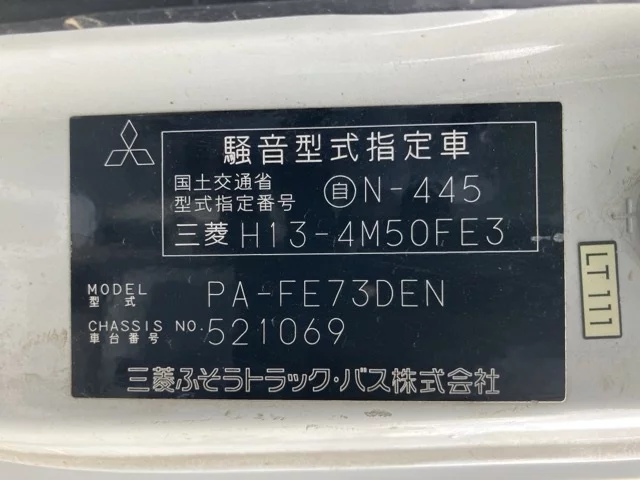 騒音型式指定車
国土交通省
型式指定番号
自 N-445
三菱 H13-4M50FE3
MODEL
型式
PA-FE73DEN
CHASSIS NO.
車台番号
521069
三菱ふそうトラック・バス株式会社
LT111